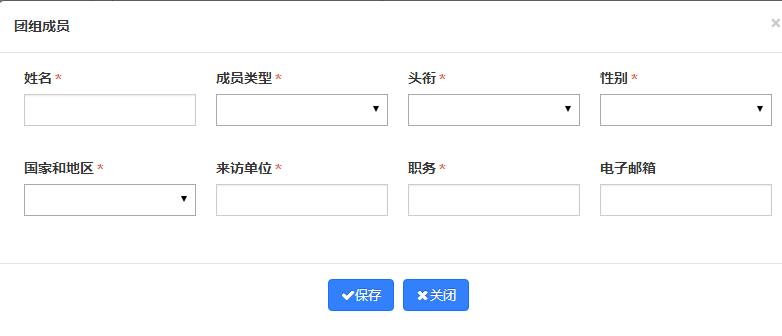 团组成员
姓名 *
成员类型 *
头衔 *
性别 *
国家和地区 *
来访单位 *
职务 *
电子邮箱
保存
关闭